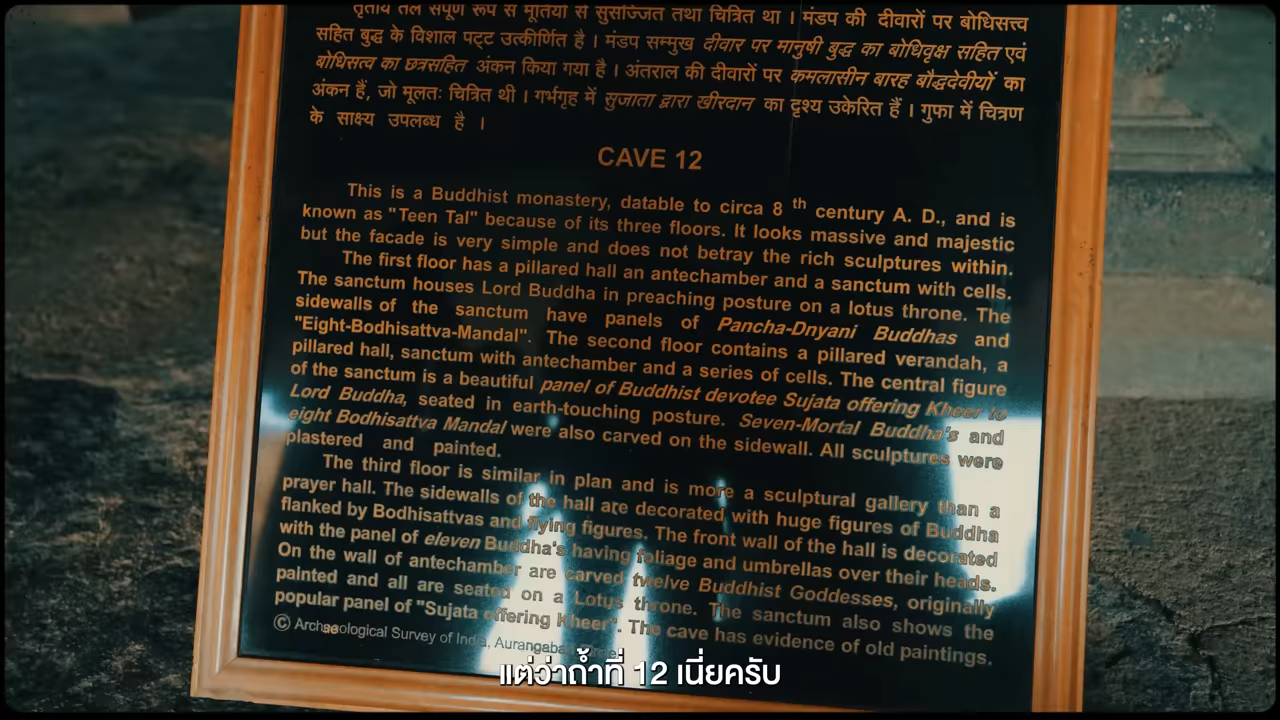 तृतीय तल संपूर्ण रूप से मूर्तियों से सुसज्जित तथा चित्रित था । मंडप की दीवारों पर बोधिसत्त्व
सहित बुद्ध के विशाल पट्ट उत्कीर्णित है । मंडप सम्मुख दीवार पर मानुषी बुद्ध का बोधिवृक्ष सहित एवं
बोधिसत्व का छत्रसहित अंकन किया गया है । अंतराल की दीवारों पर कमलासीन बारह बौद्धदेवीयों का
अंकन हैं, जो मूलतः चित्रित थी । गर्भगृह में सुजाता द्वारा खीरदान का दृश्य उकेरित हैं । गुफा में चित्रण
के साक्ष्य उपलब्ध है ।
CAVE 12
This is a Buddhist monastery, datable to circa 8 th century A. D., and is
known as "Teen Tal" because of its three floors. It looks massive and majestic
but the facade is very simple and does not betray the rich sculptures within.
The first floor has a pillared hall an antechamber and a sanctum with cells.
The sanctum houses Lord Buddha in preaching posture on a lotus throne. The
sidewalls of the sanctum have panels of Pancha-Dnyani Buddhas and
"Eight-Bodhisattva-Mandal". The second floor contains a pillared verandah, a
pillared hall, sanctum with antechamber and a series of cells. The central figure
of the sanctum is a beautiful panel of Buddhist devotee Sujata offering Kheer to
Lord Buddha, seated in earth-touching posture. Seven-Mortal Buddha's and
eight Bodhisattva Mandal were also carved on the sidewall. All sculptures were
plastered and painted.
The third floor is similar in plan and is more a sculptural gallery than a
prayer hall. The sidewalls of the hall are decorated with huge figures of Buddha
flanked by Bodhisattvas and flying figures. The front wall of the hall is decorated
with the panel of eleven Buddha's having foliage and umbrellas over their heads.
On the wall of antechamber are carved twelve Buddhist Goddesses, originally
painted and all are seated on a Lotus throne. The sanctum also shows the
popular panel of "Sujata offering Kheer". The cave has evidence of old paintings.
© Archaeological Survey of India, Aurangabad
แต่ว่าถ้ำที่ 12 เนี่ยครับ